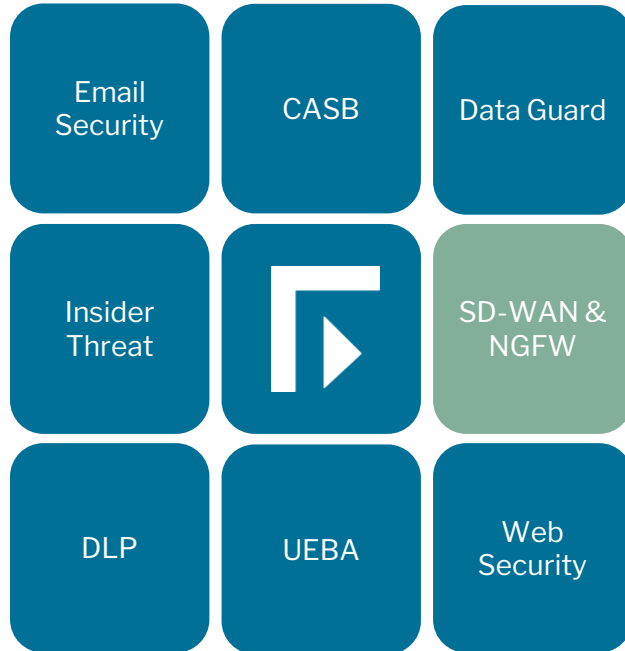 Email
Security
CASB
Data Guard
Insider
Threat
SD-WAN &
NGFW
DLP
UEBA
Web
Security